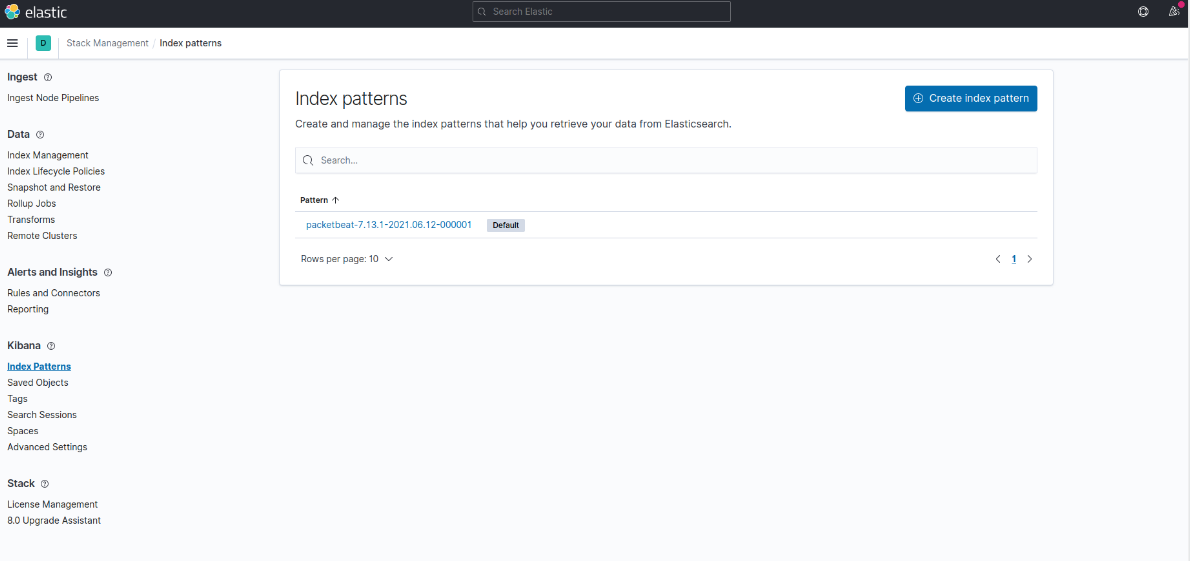 elastic
Search Elastic
D
Stack Management / Index patterns
Ingest
Ingest Node Pipelines
Data
Index Management
Index Lifecycle Policies
Snapshot and Restore
Rollup Jobs
Transforms
Remote Clusters
Alerts and Insights
Rules and Connectors
Reporting
Kibana
Index Patterns
Saved Objects
Tags
Search Sessions
Spaces
Advanced Settings
Stack
License Management
8.0 Upgrade Assistant
Index patterns
Create index pattern
Create and manage the index patterns that help you retrieve your data from Elasticsearch.
Search...
Pattern
packetbeat-7.13.1-2021.06.12-000001 Default
Rows per page: 10
1